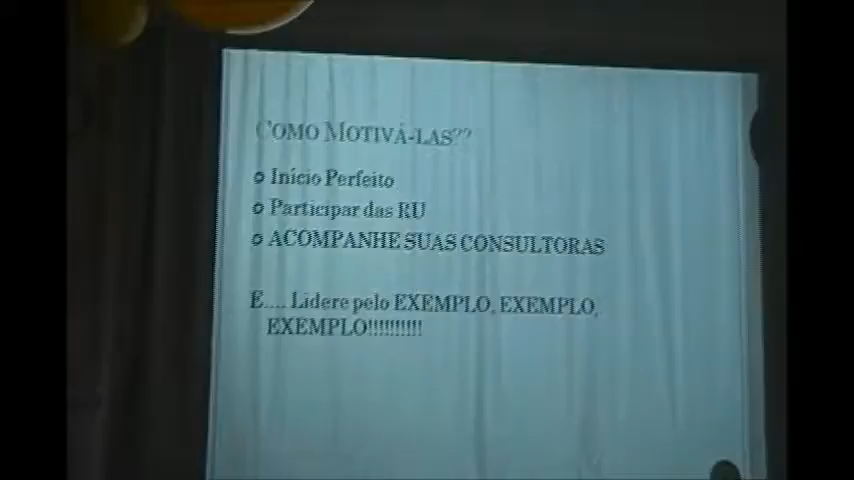 COMO MOTIVÁ-LAS??
Início Perfeito
Participar das RU
ACOMPANHE SUAS CONSULTORAS
E.... Lidere pelo EXEMPLO, EXEMPLO,
EXEMPLO!!!!!!!!!!